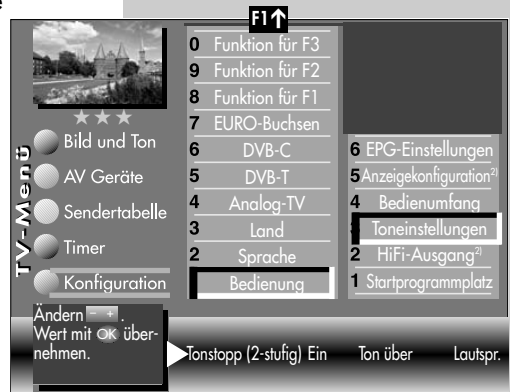 e
F1↑
0 Funktion für F3
9 Funktion für F2
8 Funktion für F1
7 EURO-Buchsen
6 DVB-C
5 DVB-T
4 Analog-TV
3 Land
2 Sprache
Bedienung
6 EPG-Einstellungen
5 Anzeigekonfiguration2)
4 Bedienumfang
3 Toneinstellungen
2 HiFi-Ausgang2)
1 Startprogrammplatz
TV-Menü
Bild und Ton
AV Geräte
Sendertabelle
Timer
Konfiguration
Ändern - + .
Wert mit OK über-
nehmen.
Tonstopp (2-stufig) Ein Ton über Lautspr.